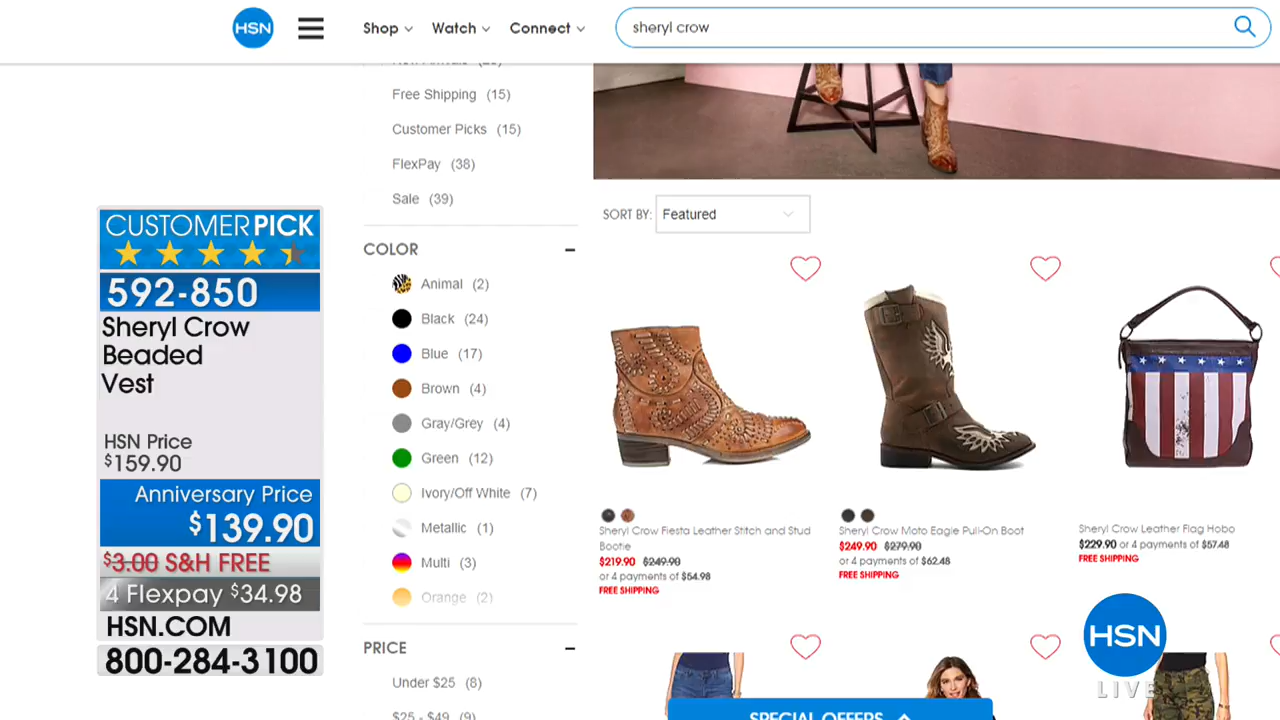 HSN
Shop
Watch
Connect
sheryl crow
Free Shipping (15)
Customer Picks (15)
FlexPay (38)
Sale (39)
COLOR
Animal (2)
Black (24)
Blue (17)
Brown (4)
Gray/Grey (4)
Green (12)
Ivory/Off White (7)
Metallic (1)
Multi (3)
Orange (2)
PRICE
Under $25 (8)
$25 - $49 (9)
CUSTOMER PICK
592-850
Sheryl Crow
Beaded
Vest
HSN Price
$159.90
Anniversary Price
$139.90
$3.00 S&H FREE
4 Flexpay $34.98
HSN.COM
800-284-3100
SORT BY: Featured
Sheryl Crow Fiesta Leather Stitch and Stud
Bootie
$219.90 $249.90
or 4 payments of $54.98
FREE SHIPPING
Sheryl Crow Moto Eagle Pull-On Boot
$249.90 $279.90
or 4 payments of $62.48
FREE SHIPPING
Sheryl Crow Leather Flag Hobo
$229.90 or 4 payments of $57.48
FREE SHIPPING
SPECIAL OFFERS
HSN
LIVE